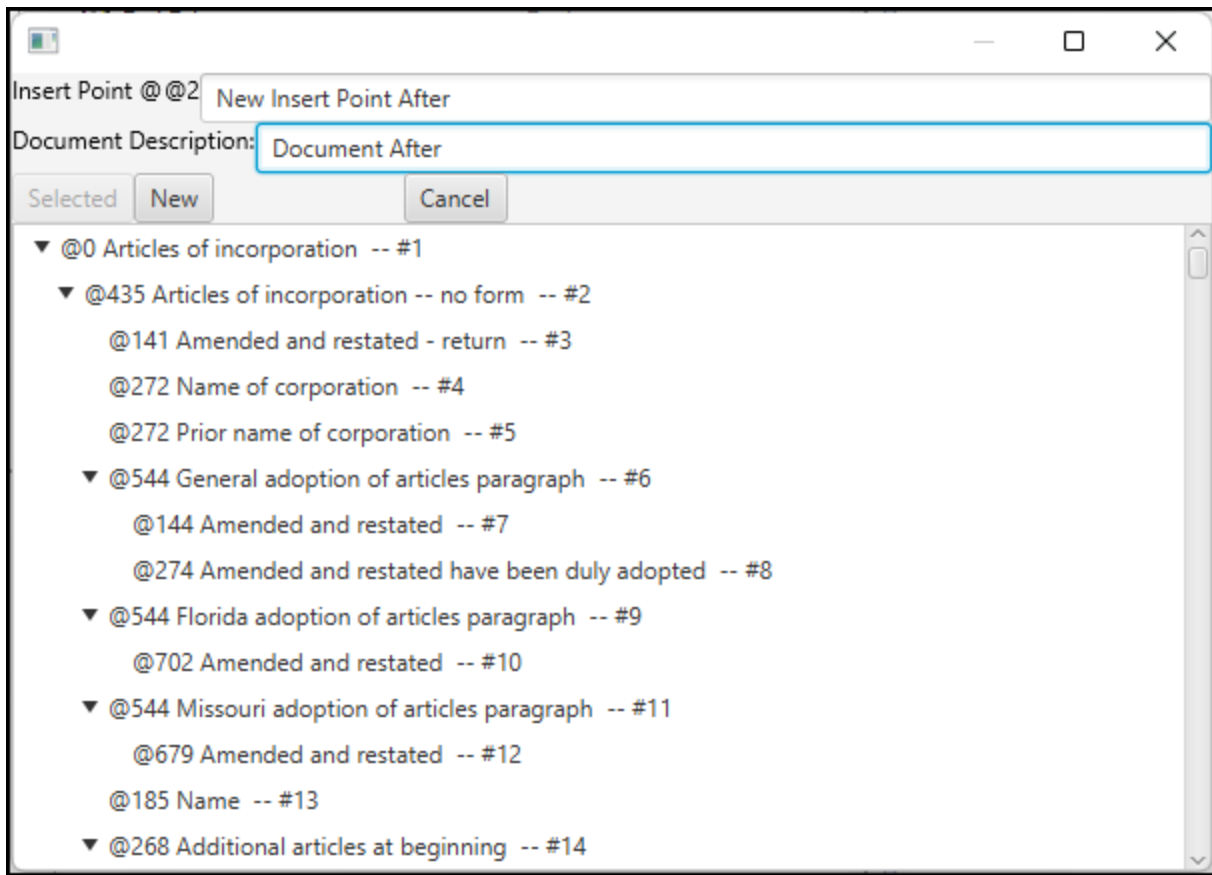 Insert Point @@2 New Insert Point After
Document Description: Document After
Selected New Cancel
@0 Articles of incorporation -- #1
@435 Articles of incorporation -- no form -- #2
@141 Amended and restated - return -- #3
@272 Name of corporation -- #4
@272 Prior name of corporation -- #5
@544 General adoption of articles paragraph -- #6
@144 Amended and restated -- #7
@274 Amended and restated have been duly adopted -- #8
@544 Florida adoption of articles paragraph -- #9
@702 Amended and restated -- #10
@544 Missouri adoption of articles paragraph -- #11
@679 Amended and restated -- #12
@185 Name -- #13
@268 Additional articles at beginning -- #14